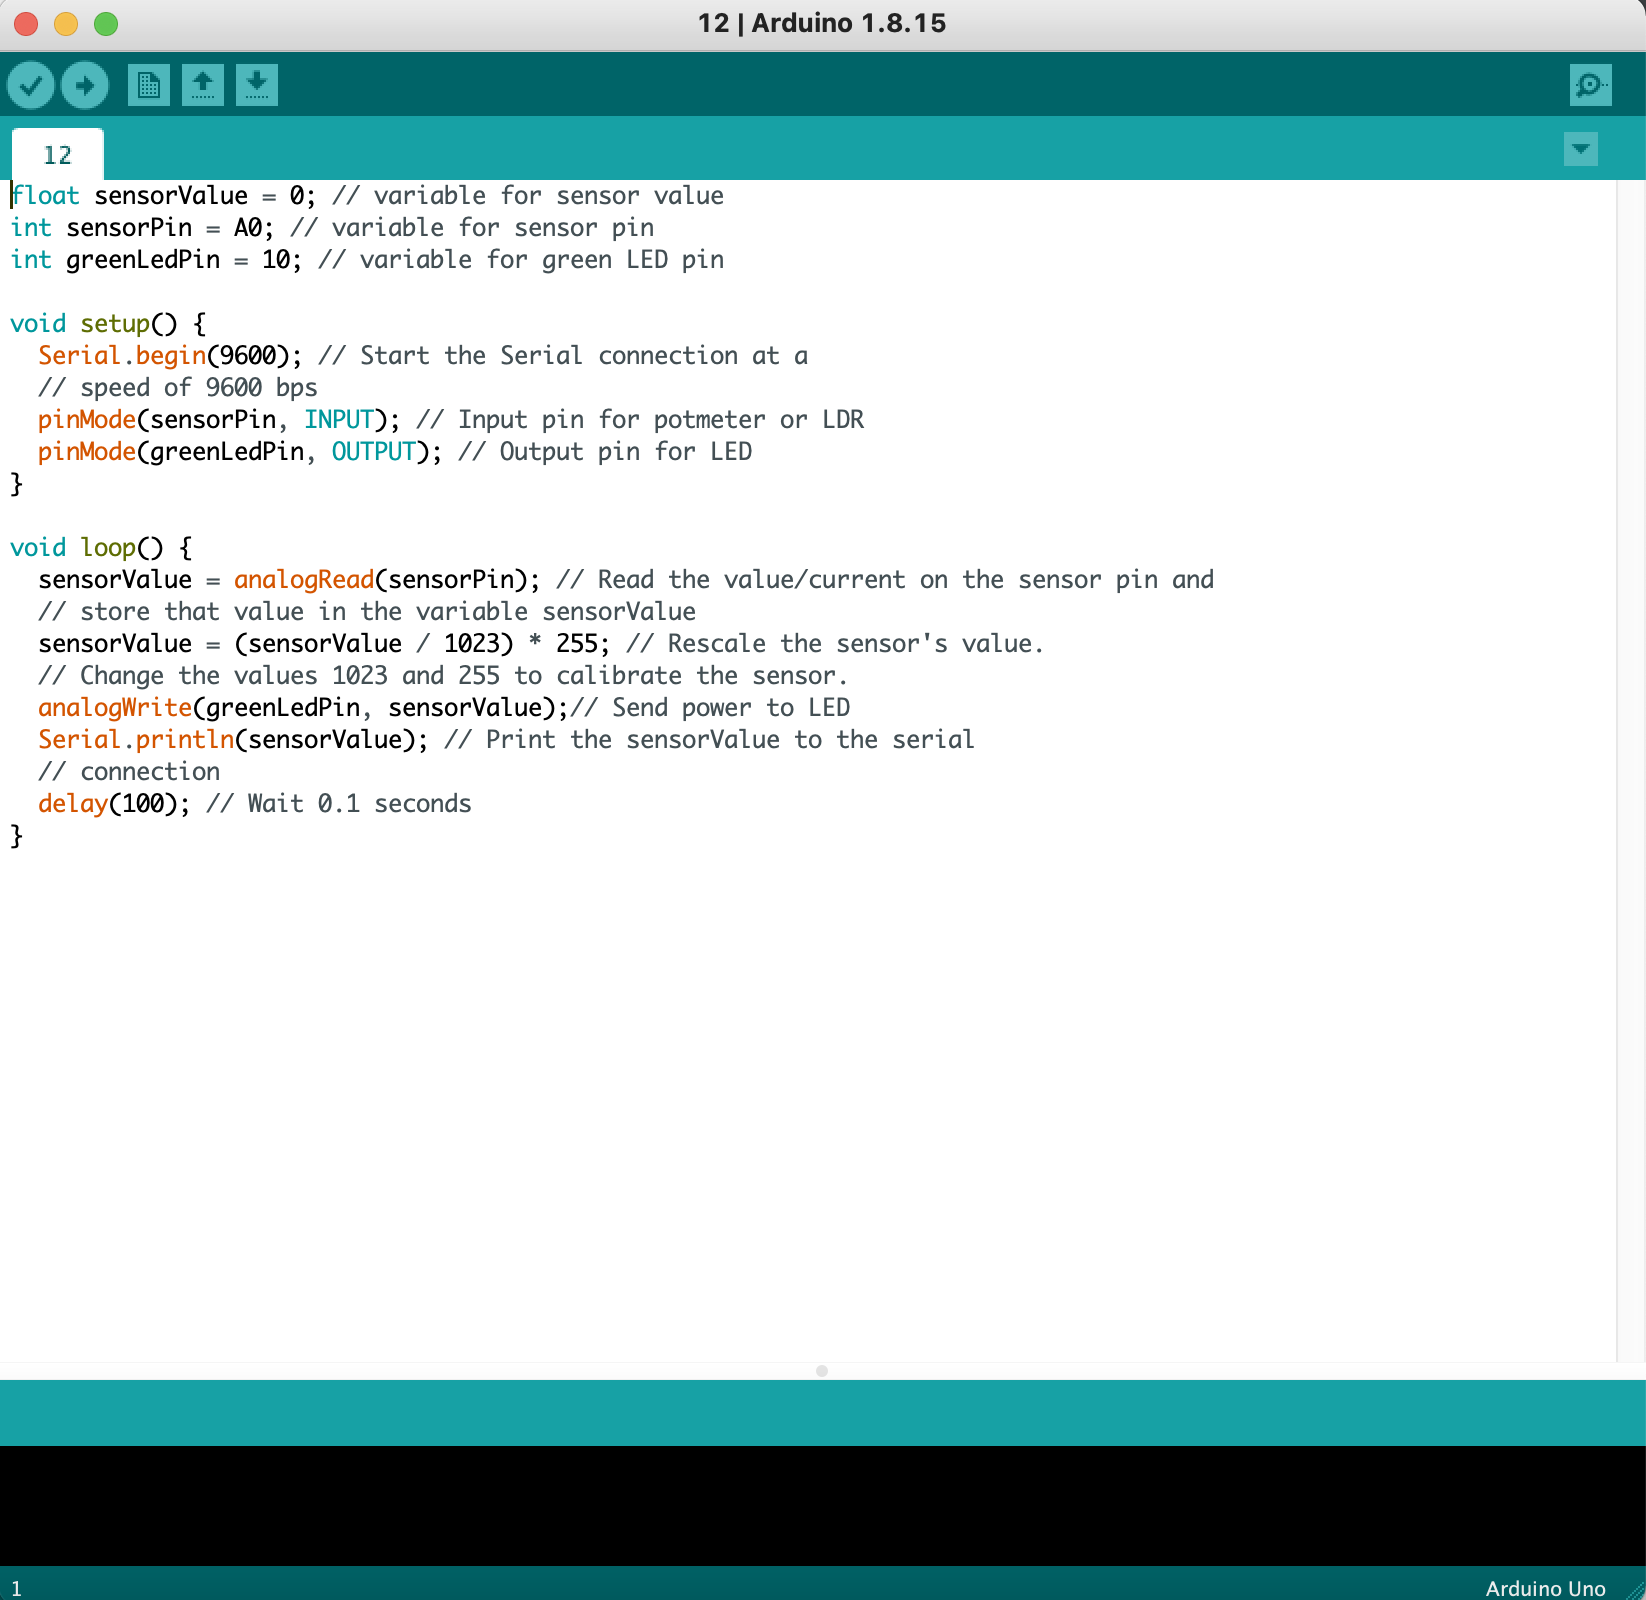 12 | Arduino 1.8.15
12
float sensorValue = 0; // variable for sensor value
int sensorPin = A0; // variable for sensor pin
int greenLedPin = 10; // variable for green LED pin
void setup() {
  Serial.begin(9600); // Start the Serial connection at a
  // speed of 9600 bps
  pinMode(sensorPin, INPUT); // Input pin for potmeter or LDR
  pinMode(greenLedPin, OUTPUT); // Output pin for LED
}
void loop() {
  sensorValue = analogRead(sensorPin); // Read the value/current on the sensor pin and
  // store that value in the variable sensorValue
  sensorValue = (sensorValue / 1023) * 255; // Rescale the sensor's value.
  // Change the values 1023 and 255 to calibrate the sensor.
  analogWrite(greenLedPin, sensorValue);// Send power to LED
  Serial.println(sensorValue); // Print the sensorValue to the serial
  // connection
  delay(100); // Wait 0.1 seconds
}
1
Arduino Uno